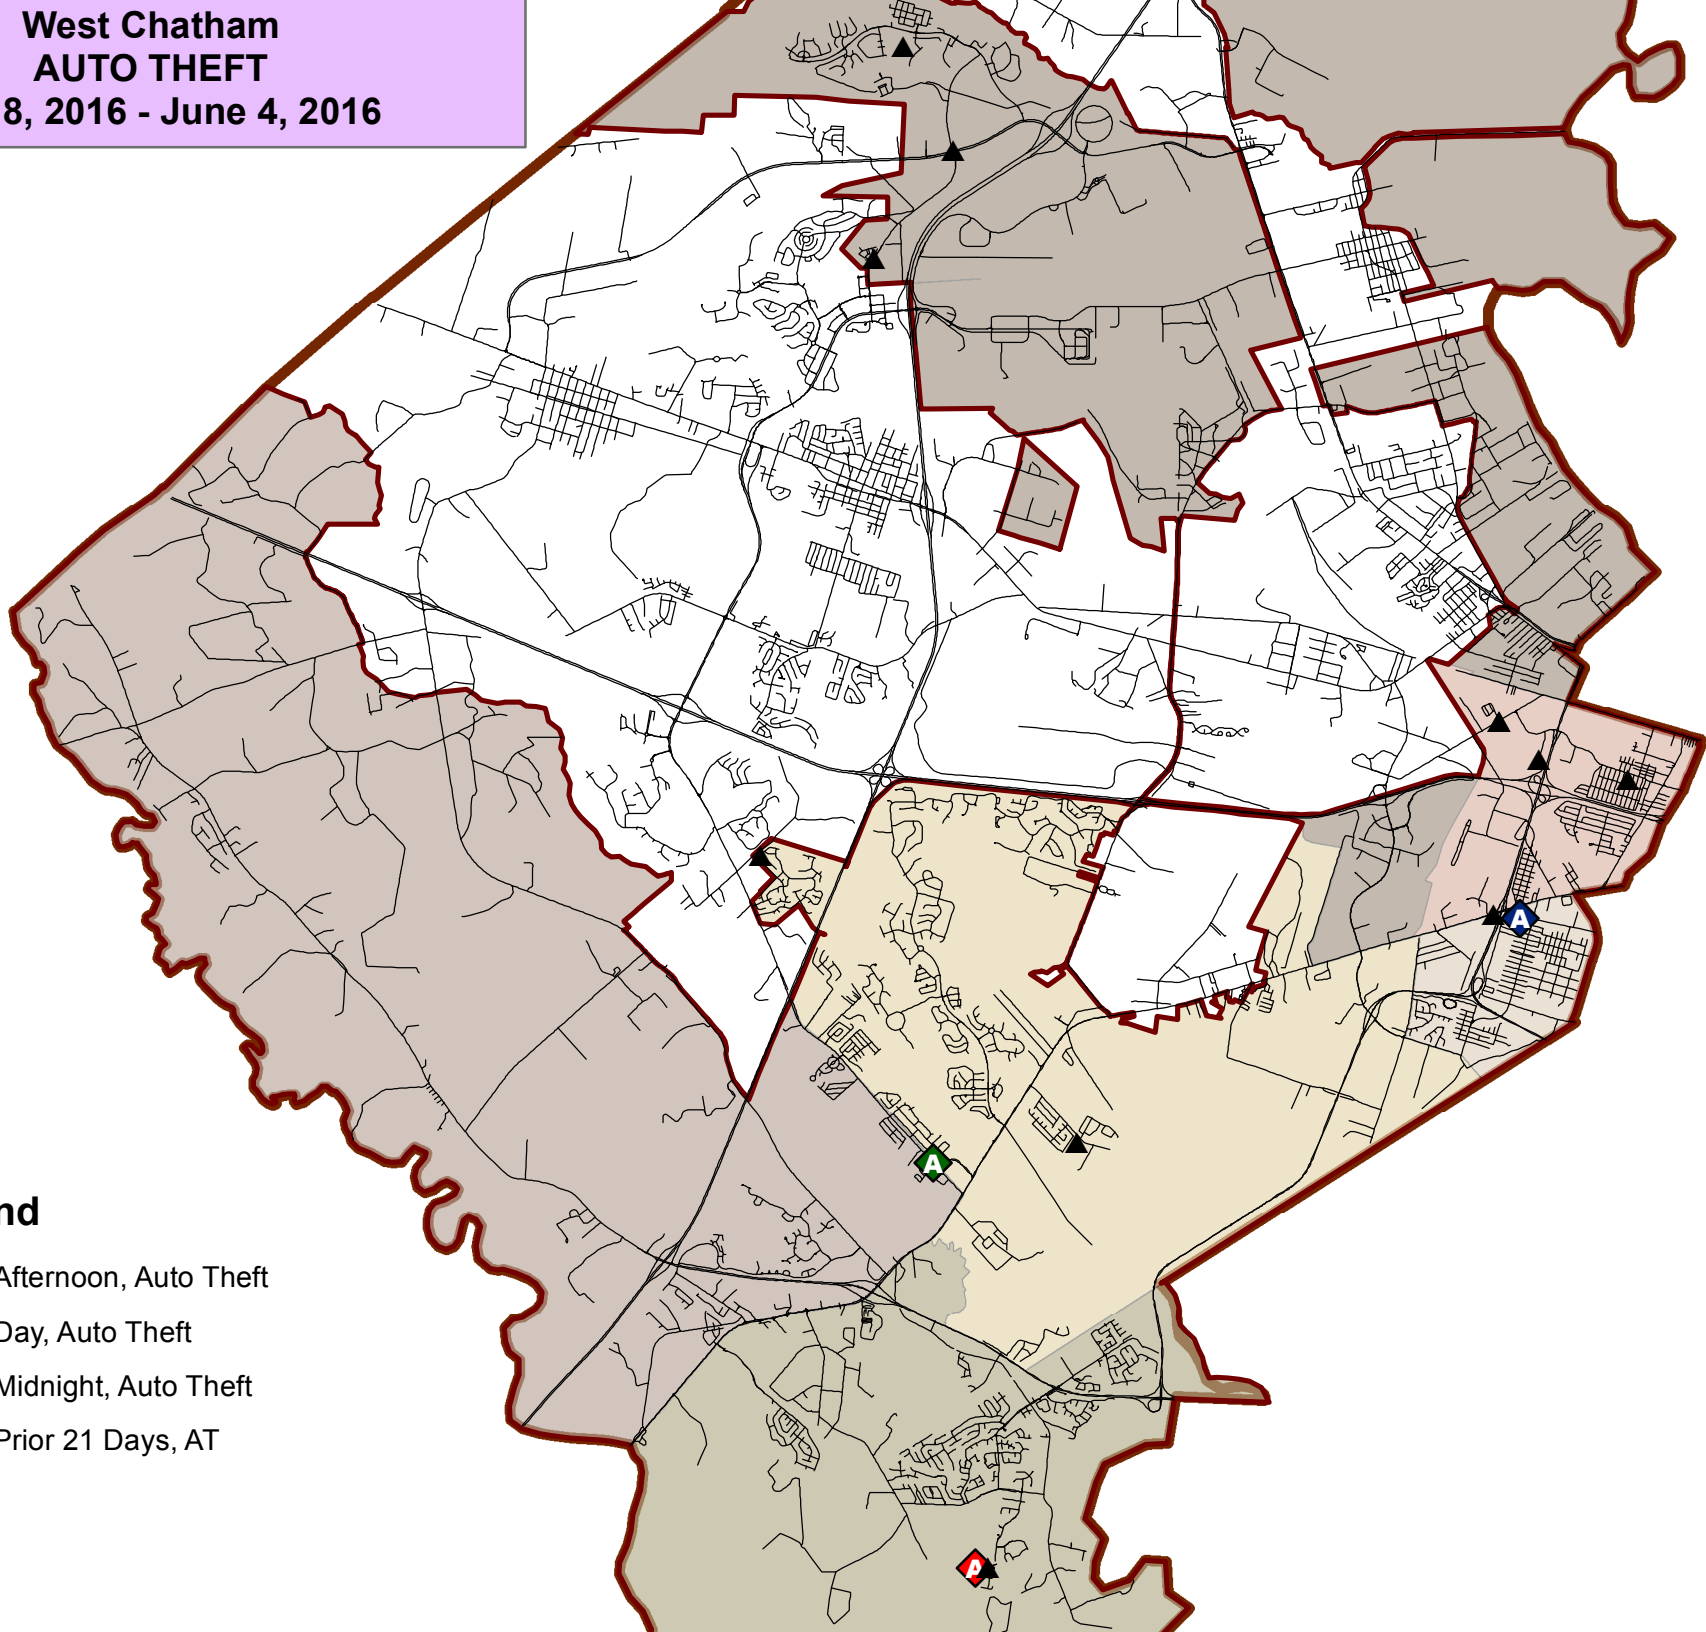 West Chatham
AUTO THEFT
8, 2016 - June 4, 2016
A
A
A
nd
Afternoon, Auto Theft
Day, Auto Theft
Midnight, Auto Theft
Prior 21 Days, AT